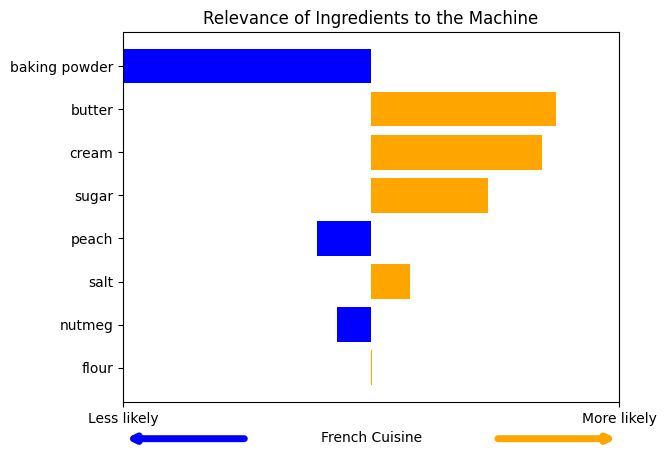 Relevance of Ingredients to the Machine
baking powder
butter
cream
sugar
peach
salt
nutmeg
flour
Less likely
More likely
French Cuisine